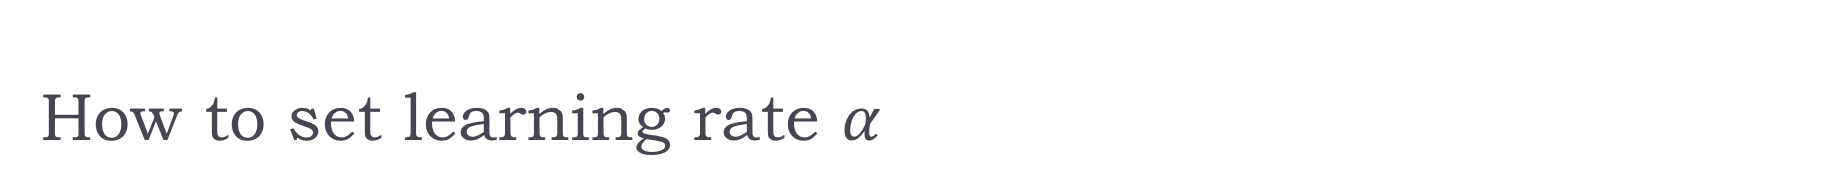 How to set learning rate α